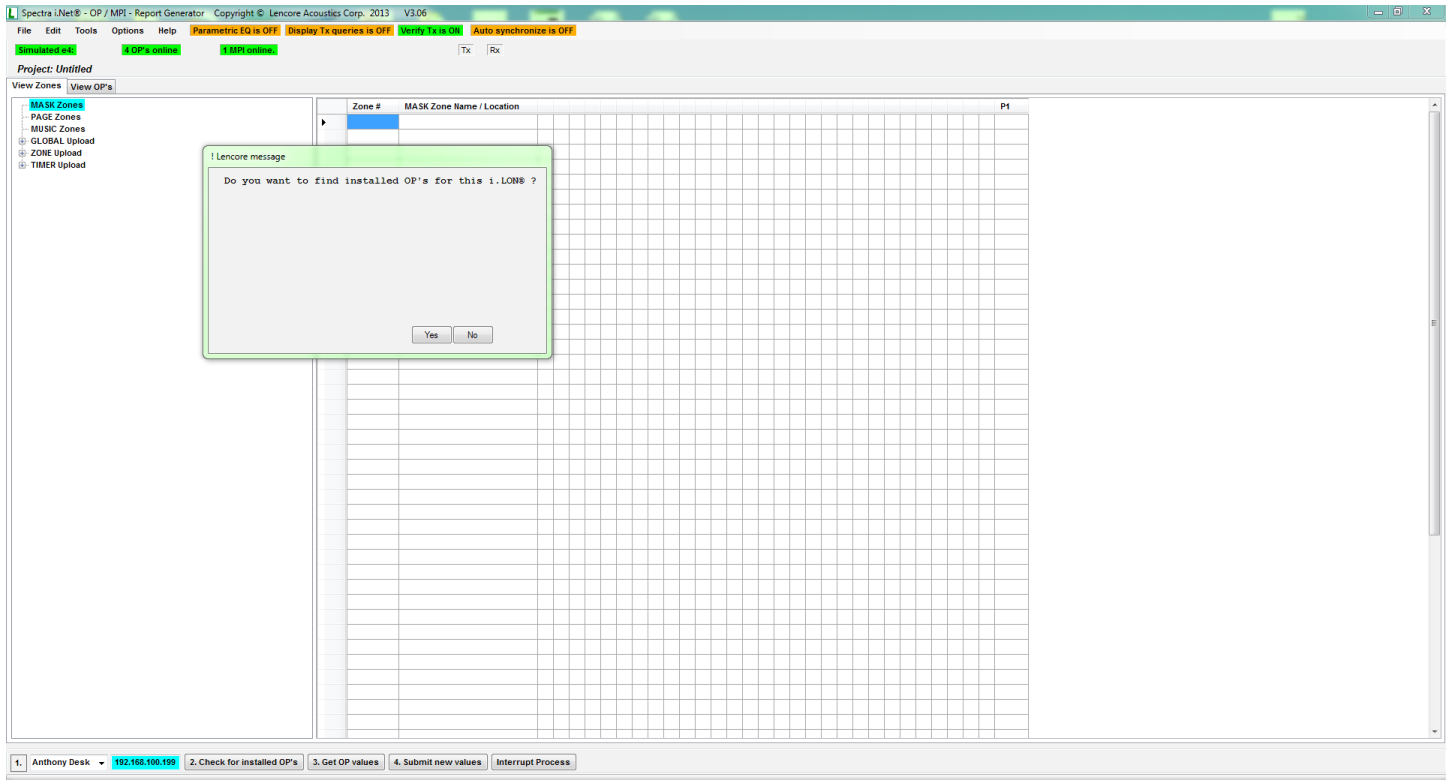 L Spectra i.Net® - OP / MPI - Report Generator Copyright © Lencore Acoustics Corp. 2013 V3.06
File Edit Tools Options Help Parametric EQ is OFF Display Tx queries is OFF Verify Tx is ON Auto synchronize is OFF
Simulated e4: 4 OP's online 1 MPI online. Tx Rx
Project: Untitled
View Zones View OP's
MASK Zones
PAGE Zones
MUSIC Zones
GLOBAL Upload
ZONE Upload
TIMER Upload
Zone # MASK Zone Name / Location P1
! Lencore message
Do you want to find installed OP's for this i.LON® ?
Yes No
1. Anthony Desk 192.168.100.199 2. Check for installed OP's 3. Get OP values 4. Submit new values Interrupt Process